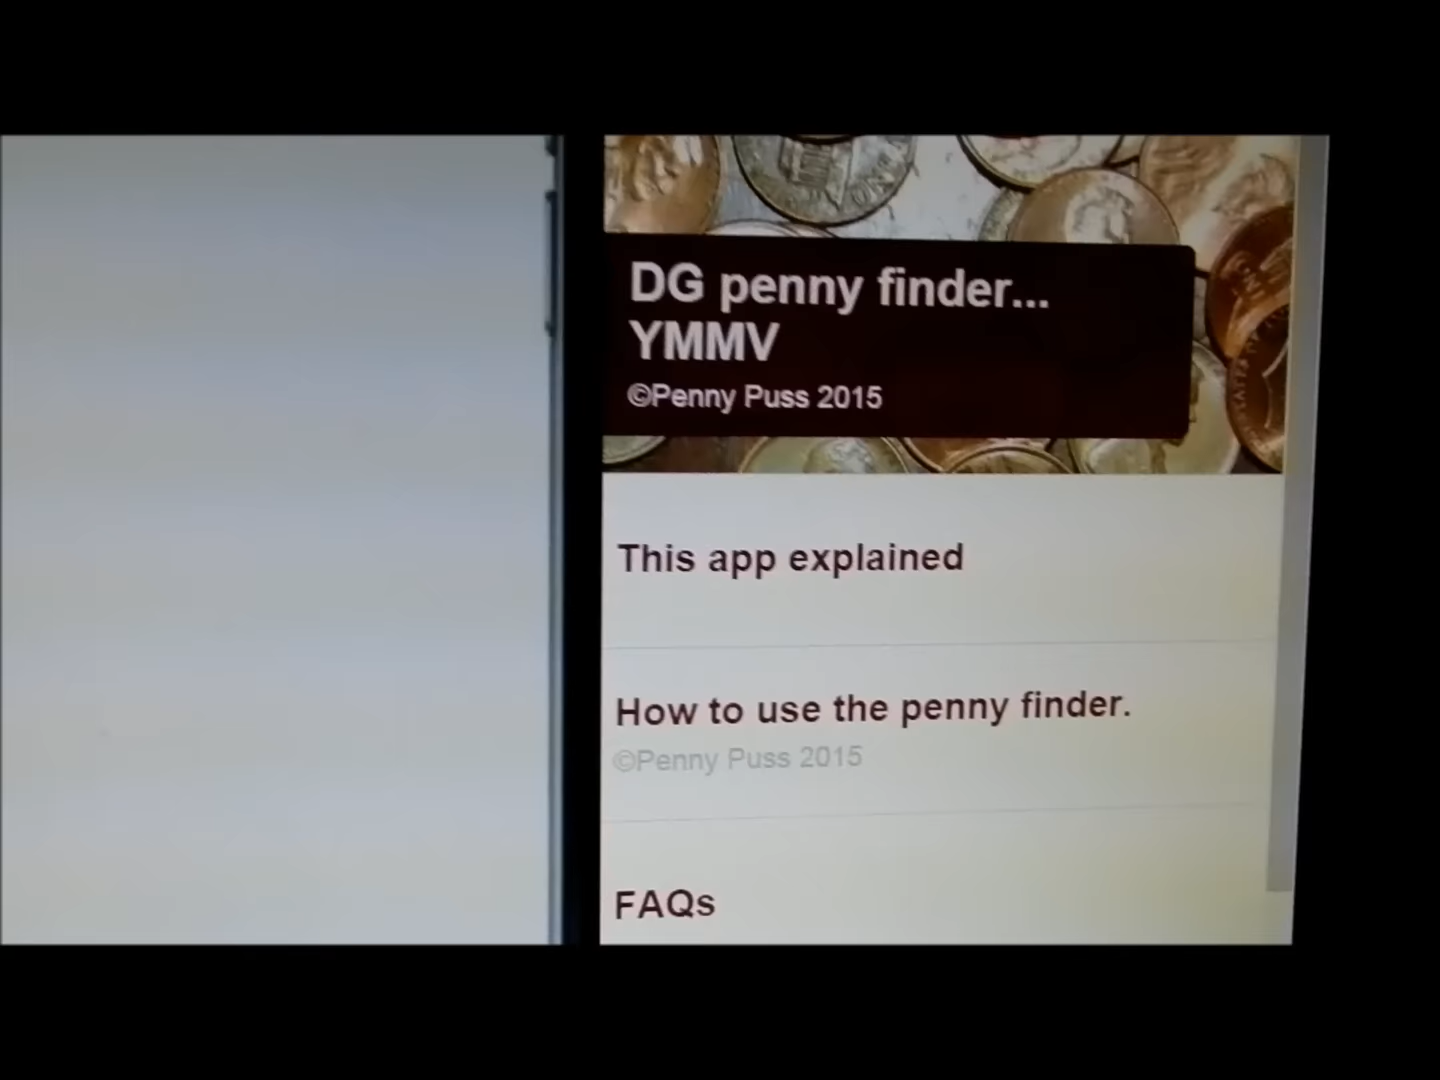 DG penny finder...
YMMV
©Penny Puss 2015
This app explained
How to use the penny finder.
©Penny Puss 2015
FAQs